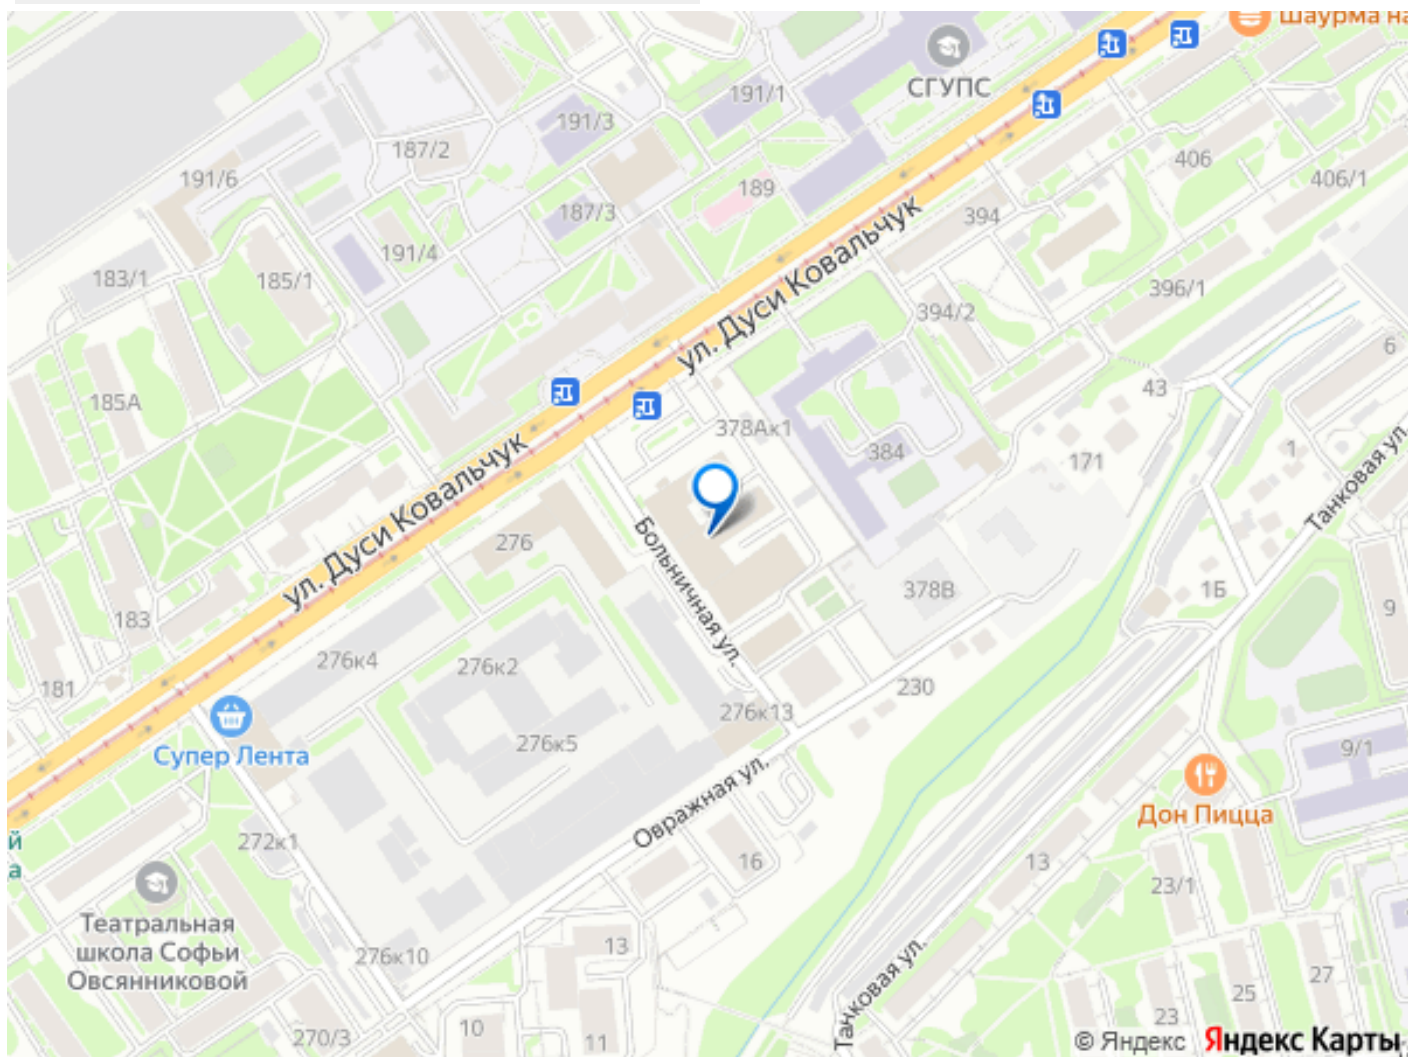 Шаурма на
СГУПС
191/1
191/3
187/2
406
191/6
189
406/1
187/3
394
191/4
183/1
185/1
396/1
394/2
ул. Дуси Ковальчук
6
43
185А
378Ак1
384
1
171
Танковая ул.
ул. Дуси Ковальчук
276
Больничная ул.
378В
1Б
9
183
276к4
276к2
181
230
276к13
Супер Лента
276к5
9/1
Овражная ул.
Дон Пицца
й
а
272к1
16
13
23/1
Театральная
школа Софьи
Овсянниковой
276к10
13
Танковая ул.
27
25
23
270/3
10
11
© Яндекс Яндекс Карты